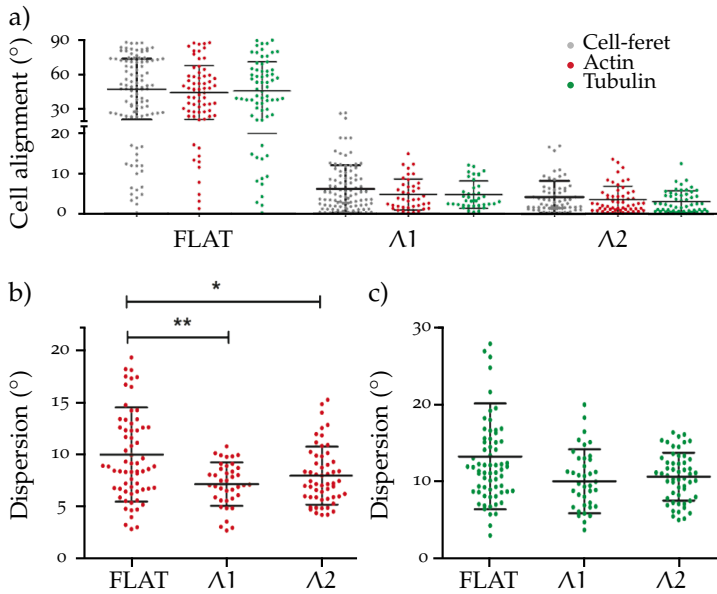 a)
Cell alignment (°)
90
60
30
20
10
0
Cell-feret
Actin
Tubulin
FLAT
Λ1
Λ2
b)
Dispersion (°)
20
15
10
5
0
*
**
FLAT
Λ1
Λ2
c)
Dispersion (°)
30
20
10
0
FLAT
Λ1
Λ2